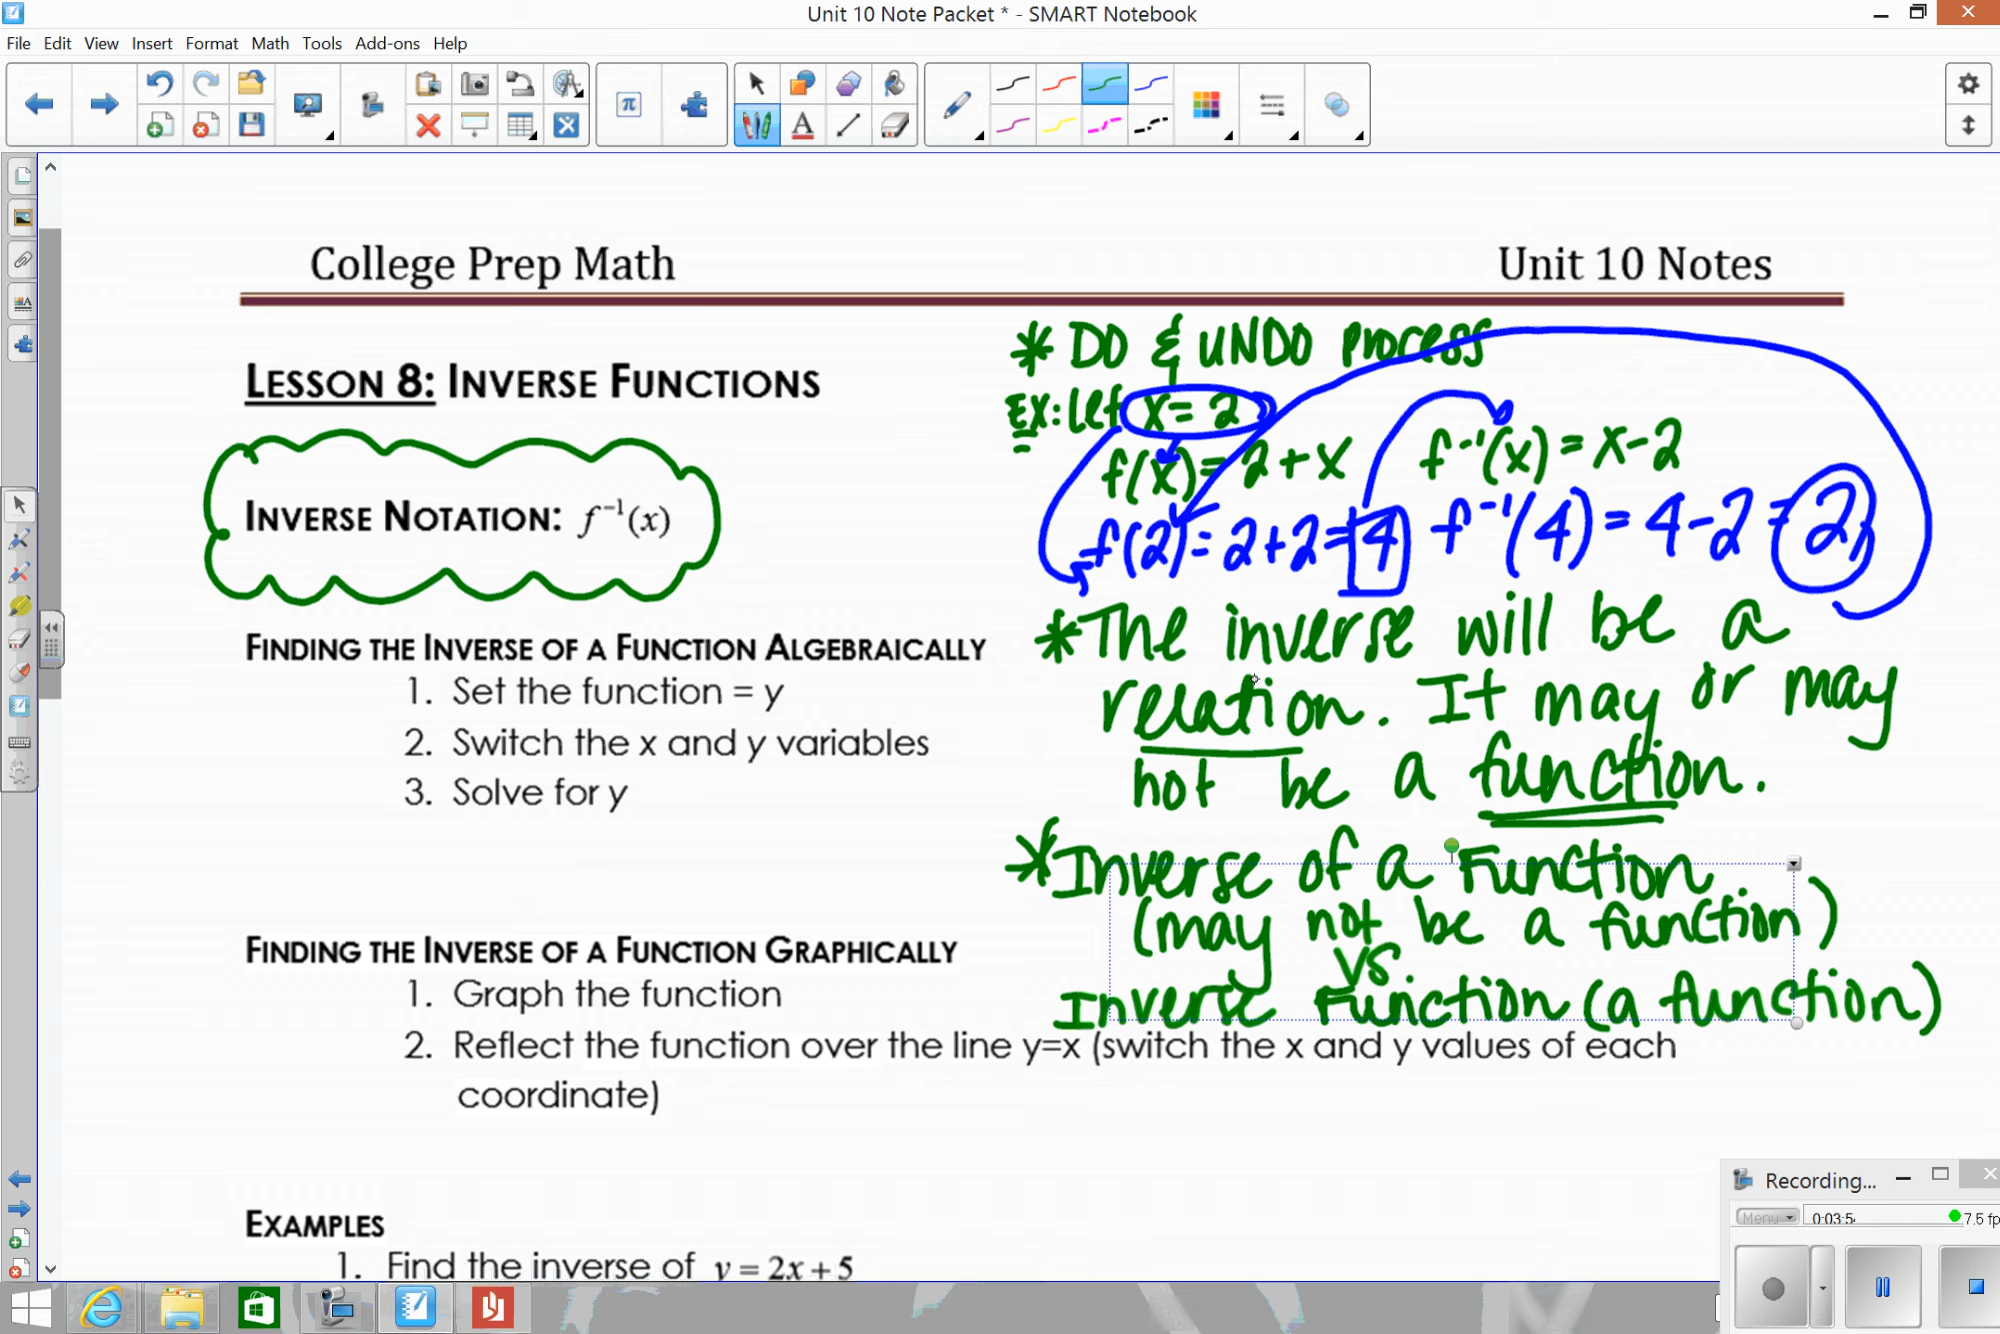 Unit 10 Note Packet * - SMART Notebook
File Edit View Insert Format Math Tools Add-ons Help
College Prep Math
Unit 10 Notes
* DO & UNDO process
LESSON 8: INVERSE FUNCTIONS
EX: Let x = 2
f(x) = 2 + x
f⁻¹(x) = x - 2
INVERSE NOTATION: f⁻¹(x)
f(2) = 2 + 2 = 4
f⁻¹(4) = 4 - 2 = 2
* The inverse will be a
relation. It may or may
not be a function.
FINDING THE INVERSE OF A FUNCTION ALGEBRAICALLY
1. Set the function = y
2. Switch the x and y variables
3. Solve for y
* Inverse of a Function
(may not be a function)
vs.
Inverse Function (a function)
FINDING THE INVERSE OF A FUNCTION GRAPHICALLY
1. Graph the function
2. Reflect the function over the line y=x (switch the x and y values of each
coordinate)
EXAMPLES
1. Find the inverse of y = 2x + 5
Recording...
Menu
7.5 fp